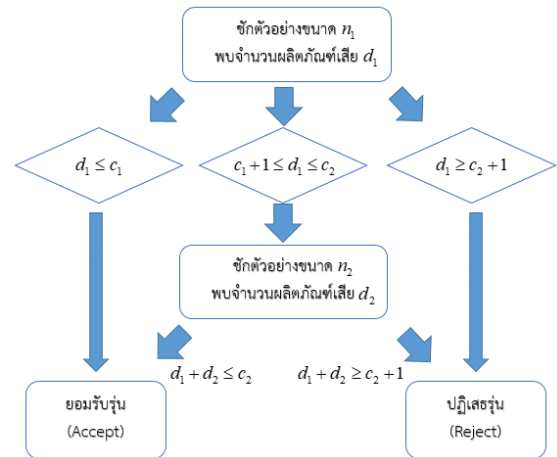 ชักตัวอย่างขนาด n₁
พบจำนวนผลิตภัณฑ์เสีย d₁
d₁ ≤ c₁
c₁ + 1 ≤ d₁ ≤ c₂
d₁ ≥ c₂ + 1
ชักตัวอย่างขนาด n₂
พบจำนวนผลิตภัณฑ์เสีย d₂
d₁ + d₂ ≤ c₂
d₁ + d₂ ≥ c₂ + 1
ยอมรับรุ่น
(Accept)
ปฏิเสธรุ่น
(Reject)